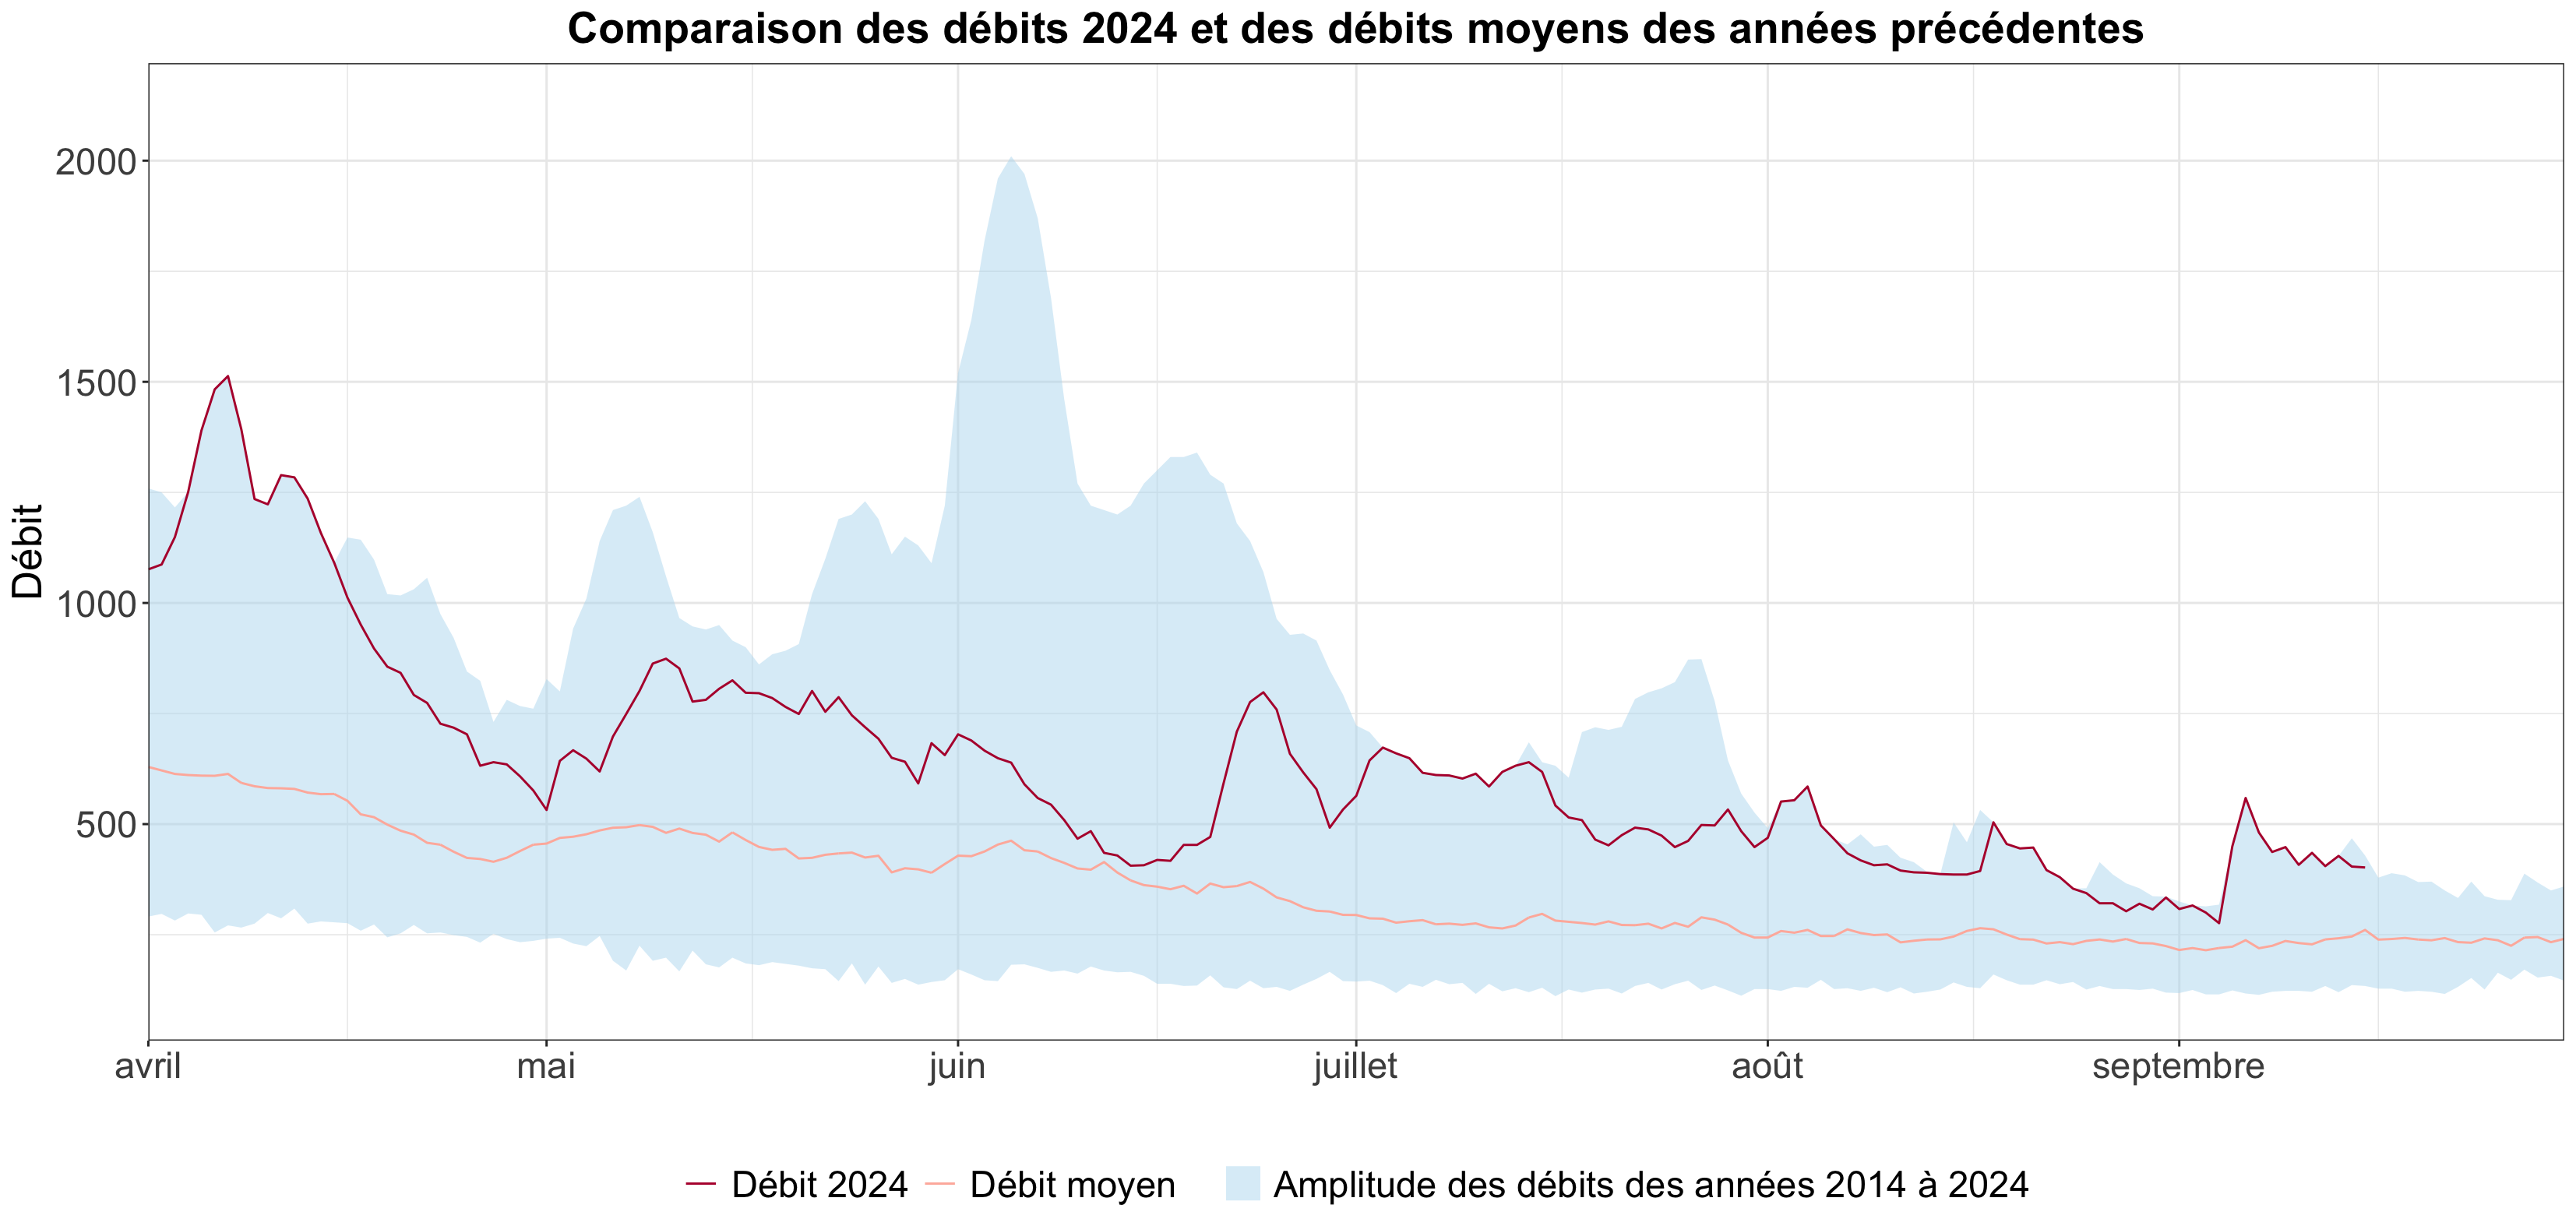 Comparaison des débits 2024 et des débits moyens des années précédentes
Débit
2000
1500
1000
500
avril mai juin juillet août septembre
Débit 2024 Débit moyen Amplitude des débits des années 2014 à 2024